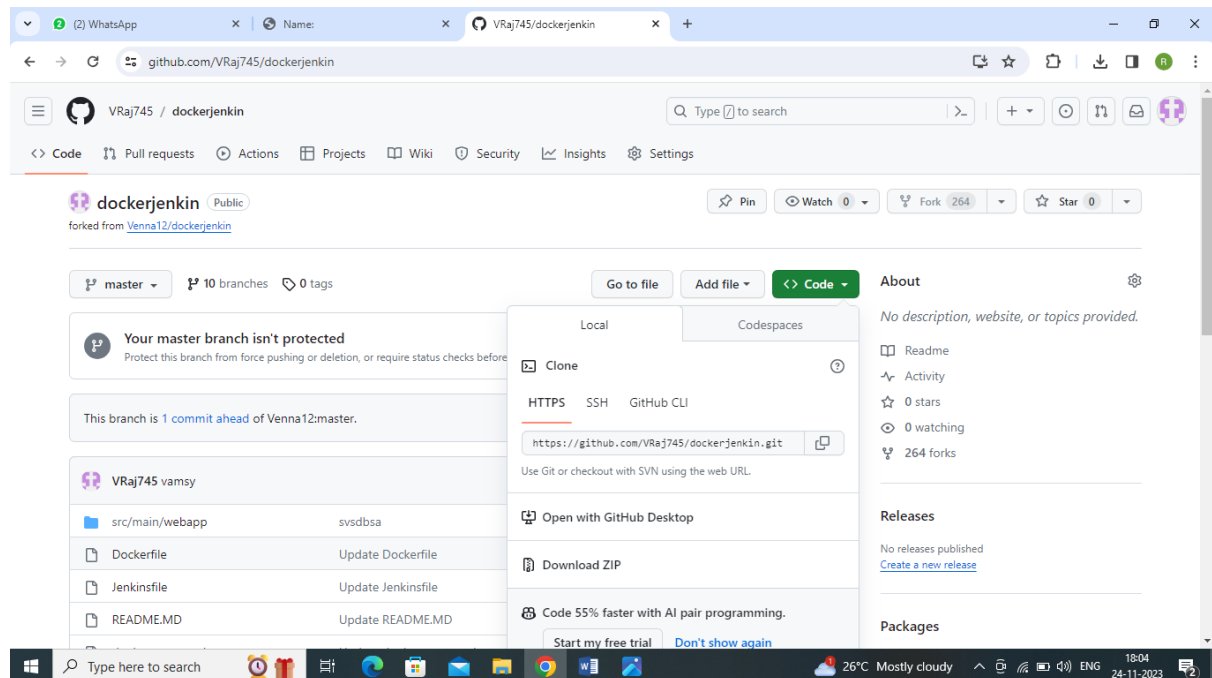 2 (2) WhatsApp
Name:
VRaj745/dockerjenkin
github.com/VRaj745/dockerjenkin
R
VRaj745 / dockerjenkin
Type / to search
<> Code Pull requests Actions Projects Wiki Security Insights Settings
dockerjenkin Public
Pin Watch 0 Fork 264 Star 0
forked from Venna12/dockerjenkin
master 10 branches 0 tags
Go to file Add file <> Code
Your master branch isn't protected
Protect this branch from force pushing or deletion, or require status checks before
This branch is 1 commit ahead of Venna12:master.
VRaj745 vamsy
src/main/webapp svsdbsa
Dockerfile Update Dockerfile
Jenkinsfile Update Jenkinsfile
README.MD Update README.MD
Local Codespaces
Clone
HTTPS SSH GitHub CLI
https://github.com/VRaj745/dockerjenkin.git
Use Git or checkout with SVN using the web URL.
Open with GitHub Desktop
Download ZIP
Code 55% faster with AI pair programming.
Start my free trial Don't show again
About
No description, website, or topics provided.
Readme
Activity
0 stars
0 watching
264 forks
Releases
No releases published
Create a new release
Packages
Type here to search
26°C Mostly cloudy
ENG
18:04
24-11-2023
2